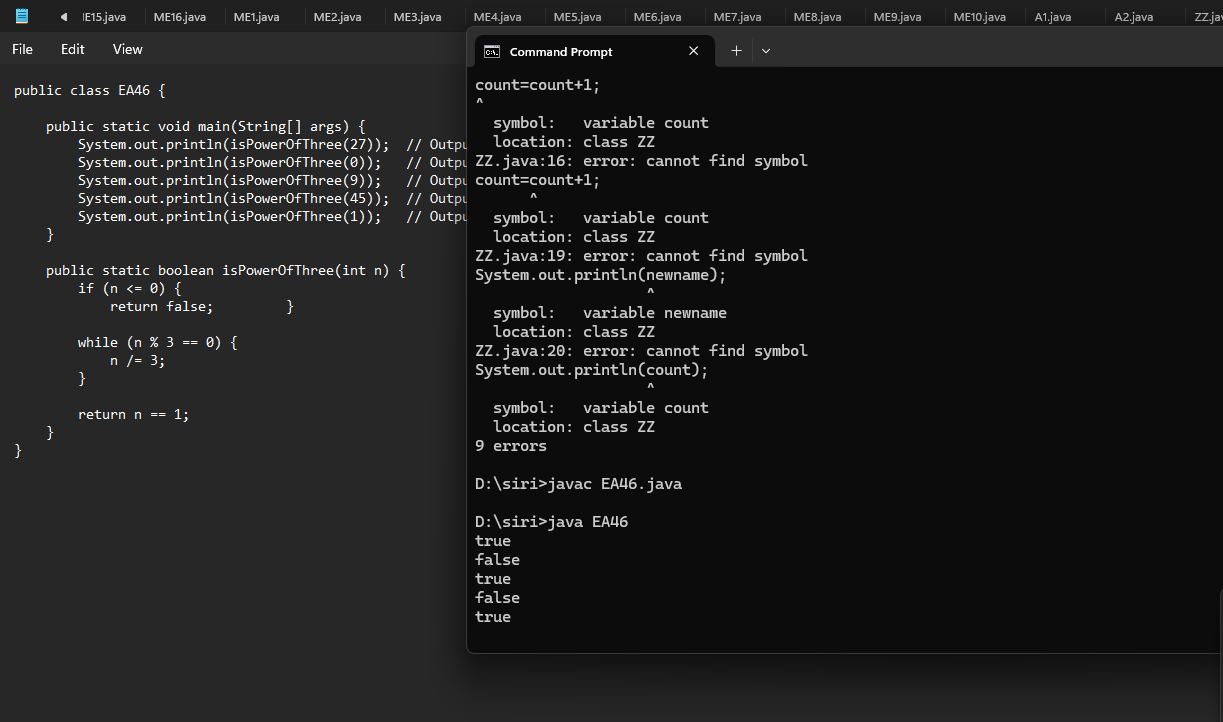 ME15.java ME16.java ME1.java ME2.java ME3.java ME4.java ME5.java ME6.java ME7.java ME8.java ME9.java ME10.java A1.java A2.java ZZ.jav
File Edit View
public class EA46 {
public static void main(String[] args) {
System.out.println(isPowerOfThree(27)); // Outpu
System.out.println(isPowerOfThree(0)); // Outpu
System.out.println(isPowerOfThree(9)); // Outpu
System.out.println(isPowerOfThree(45)); // Outpu
System.out.println(isPowerOfThree(1)); // Outpu
}
public static boolean isPowerOfThree(int n) {
if (n <= 0) {
return false; }
while (n % 3 == 0) {
n /= 3;
}
return n == 1;
}
}
Command Prompt
count=count+1;
^
symbol: variable count
location: class ZZ
ZZ.java:16: error: cannot find symbol
count=count+1;
^
symbol: variable count
location: class ZZ
ZZ.java:19: error: cannot find symbol
System.out.println(newname);
^
symbol: variable newname
location: class ZZ
ZZ.java:20: error: cannot find symbol
System.out.println(count);
^
symbol: variable count
location: class ZZ
9 errors
D:\siri>javac EA46.java
D:\siri>java EA46
true
false
true
false
true